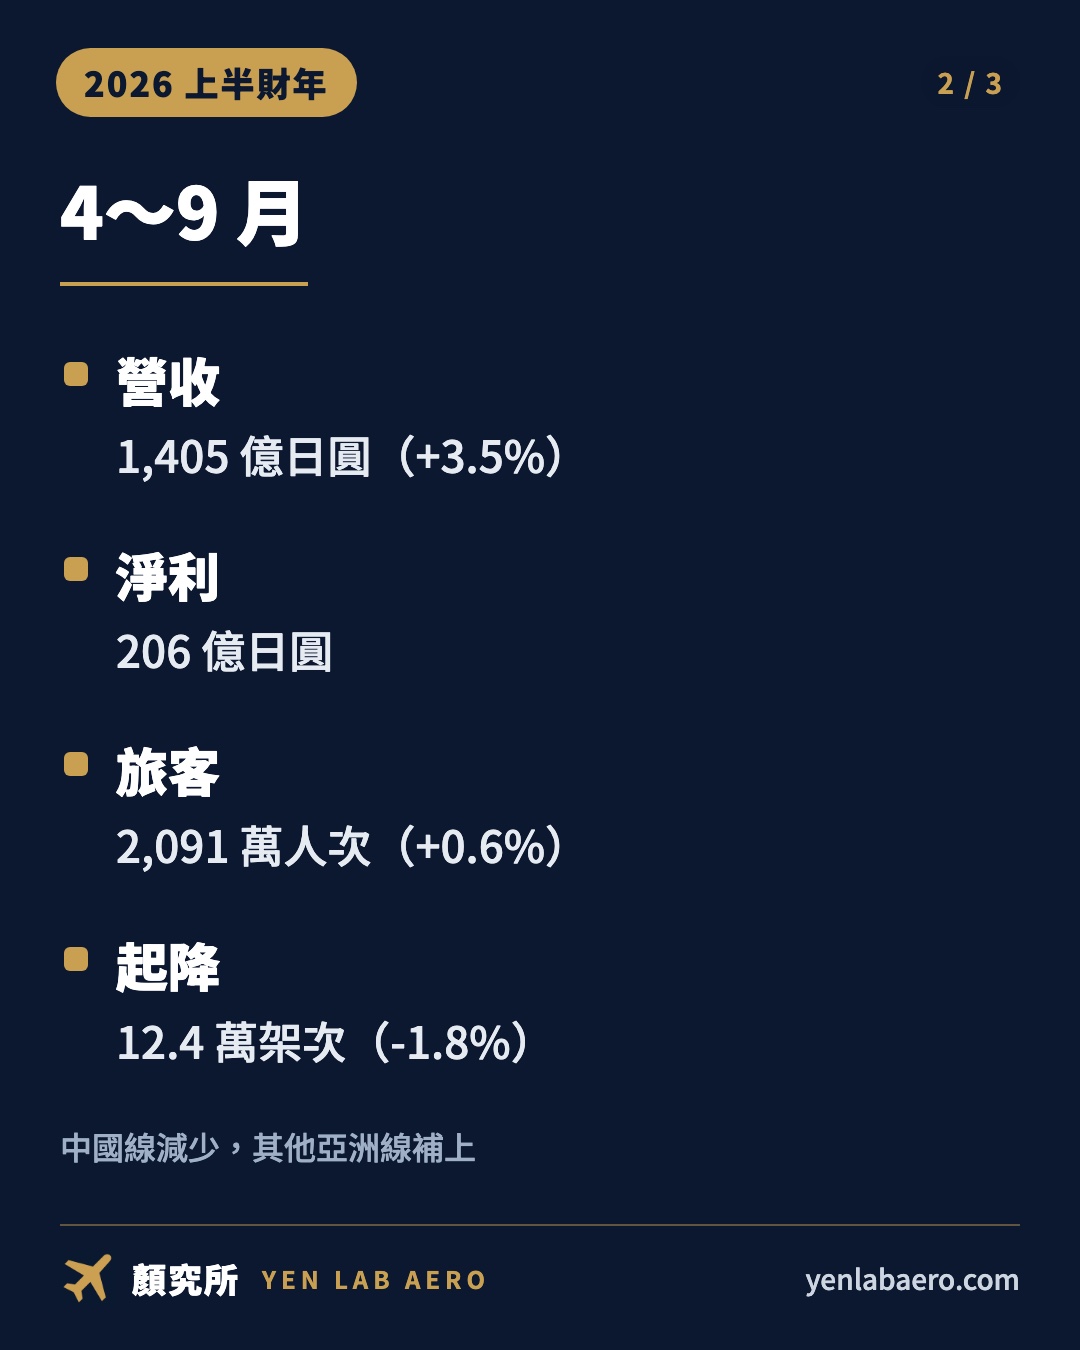 2026 上半財年
2 / 3
4～9 月
營收
1,405 億日圓（+3.5%）
淨利
206 億日圓
旅客
2,091 萬人次（+0.6%）
起降
12.4 萬架次（-1.8%）
中國線減少，其他亞洲線補上
顏究所 YEN LAB AERO
yenlabaero.com